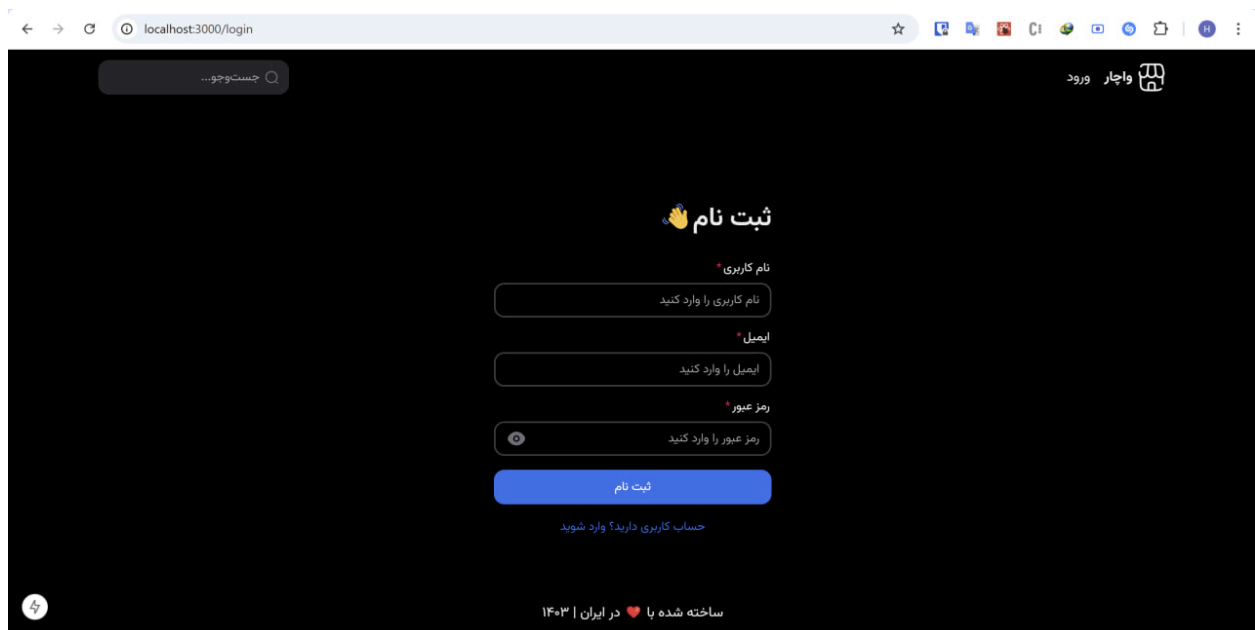 localhost:3000/login
H
واچار ورود جست‌وجو...
ثبت نام👋
نام کاربری*
نام کاربری را وارد کنید
ایمیل*
ایمیل را وارد کنید
رمز عبور*
رمز عبور را وارد کنید
ثبت نام
حساب کاربری دارید؟ وارد شوید
ساخته شده با ❤️ در ایران | ۱۴۰۳